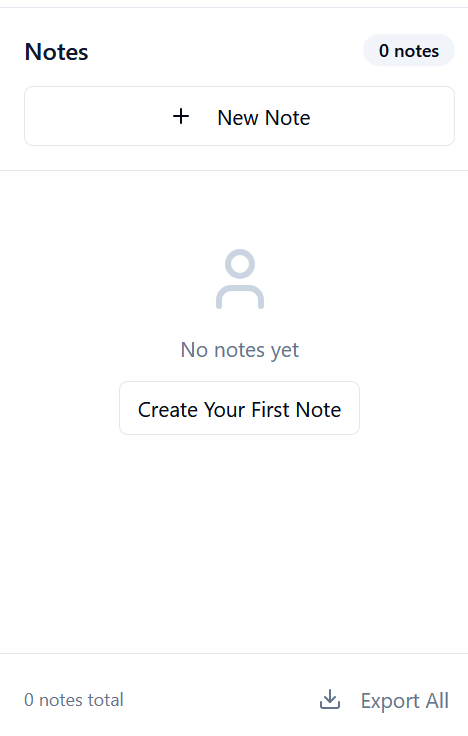 Notes
0 notes
+ New Note
No notes yet
Create Your First Note
0 notes total
Export All